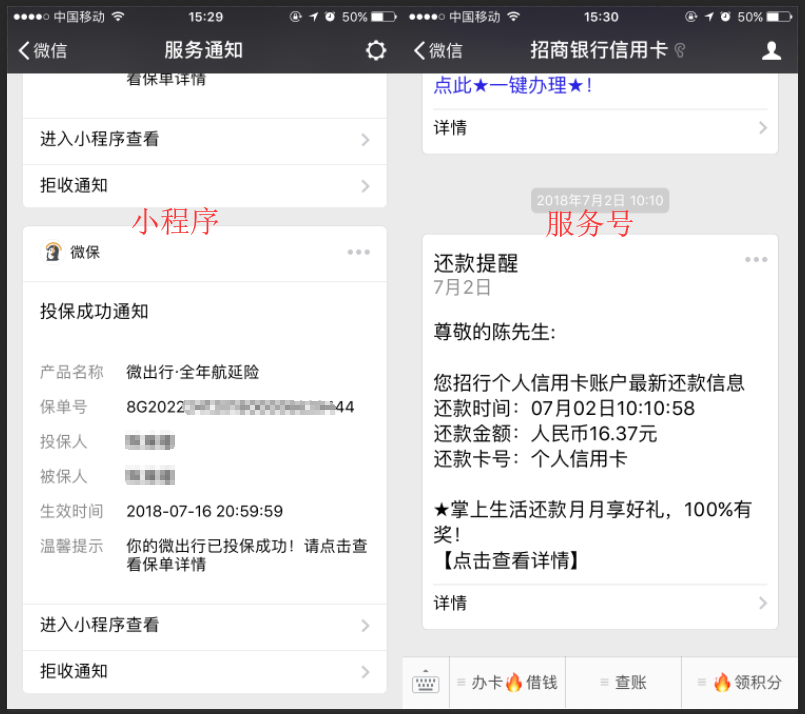 中国移动 15:29 50%
微信 服务通知
看保单详情
进入小程序查看
拒收通知
小程序
微保
投保成功通知
产品名称 微出行·全年航延险
保单号 8G2022 44
投保人
被保人
生效时间 2018-07-16 20:59:59
温馨提示 你的微出行已投保成功！请点击查
看保单详情
进入小程序查看
拒收通知
中国移动 15:30 50%
微信 招商银行信用卡
点此★一键办理★！
详情
2018年7月2日 10:10
服务号
还款提醒
7月2日
尊敬的陈先生:
您招行个人信用卡账户最新还款信息
还款时间：07月02日10:10:58
还款金额：人民币16.37元
还款卡号：个人信用卡
★掌上生活还款月月享好礼，100%有
奖！
【点击查看详情】
详情
办卡🔥借钱 查账 🔥领积分